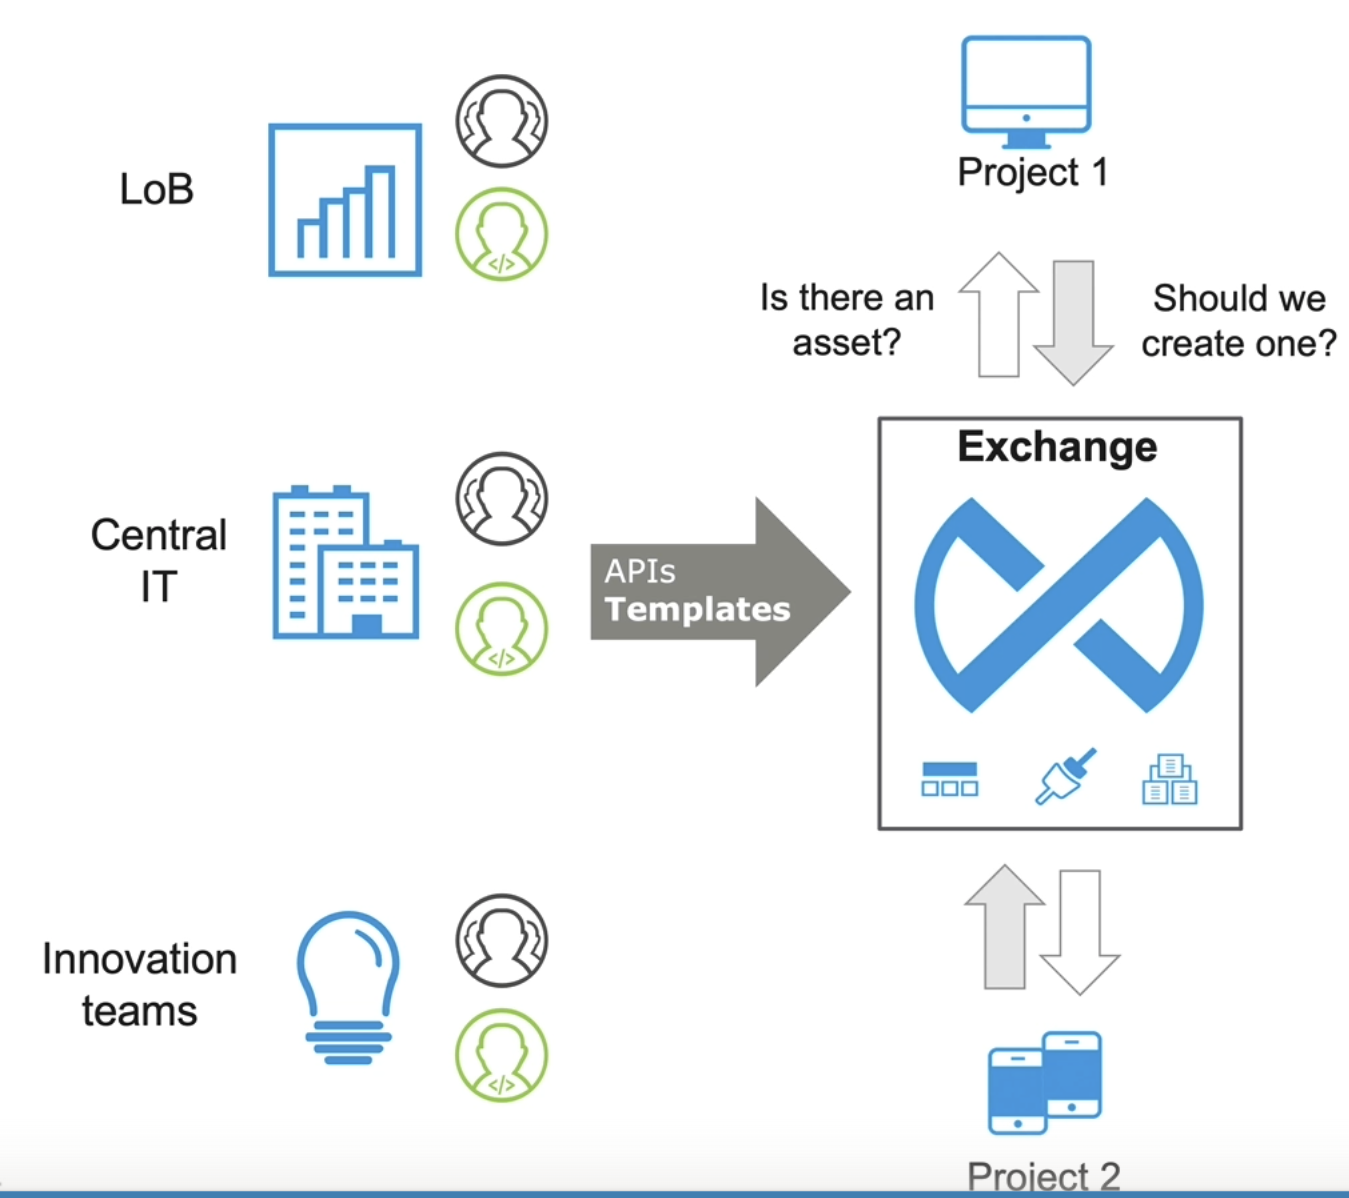 LoB
Central
IT
Innovation
teams
APIs
Templates
Project 1
Is there an
asset?
Should we
create one?
Exchange
Project 2